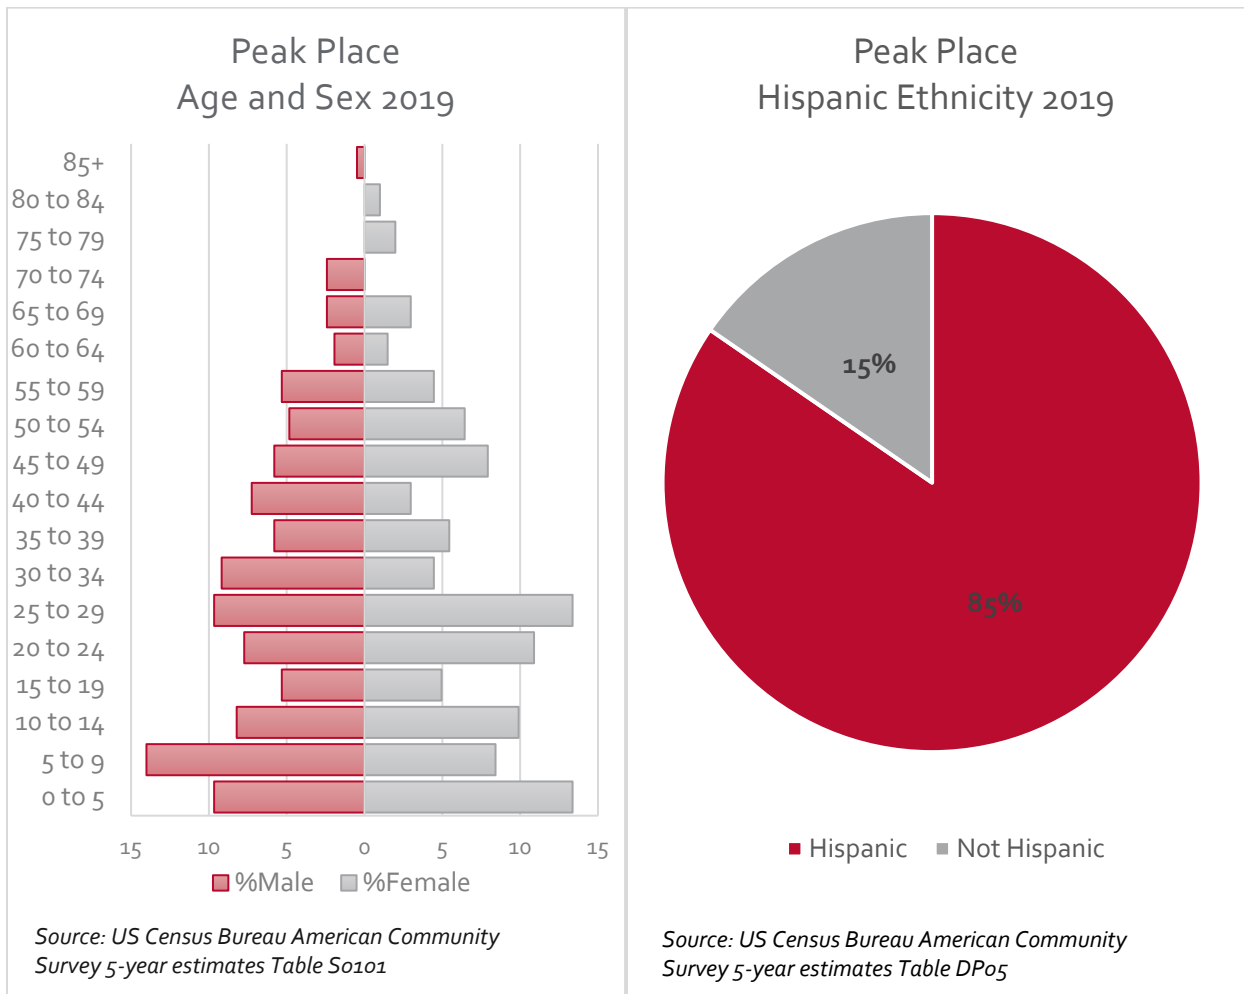 Peak Place
Age and Sex 2019
85+
80 to 84
75 to 79
70 to 74
65 to 69
60 to 64
55 to 59
50 to 54
45 to 49
40 to 44
35 to 39
30 to 34
25 to 29
20 to 24
15 to 19
10 to 14
5 to 9
0 to 5
15 10 5 0 5 10 15
%Male %Female
Source: US Census Bureau American Community
Survey 5-year estimates Table S0101
Peak Place
Hispanic Ethnicity 2019
15%
85%
Hispanic Not Hispanic
Source: US Census Bureau American Community
Survey 5-year estimates Table DP05